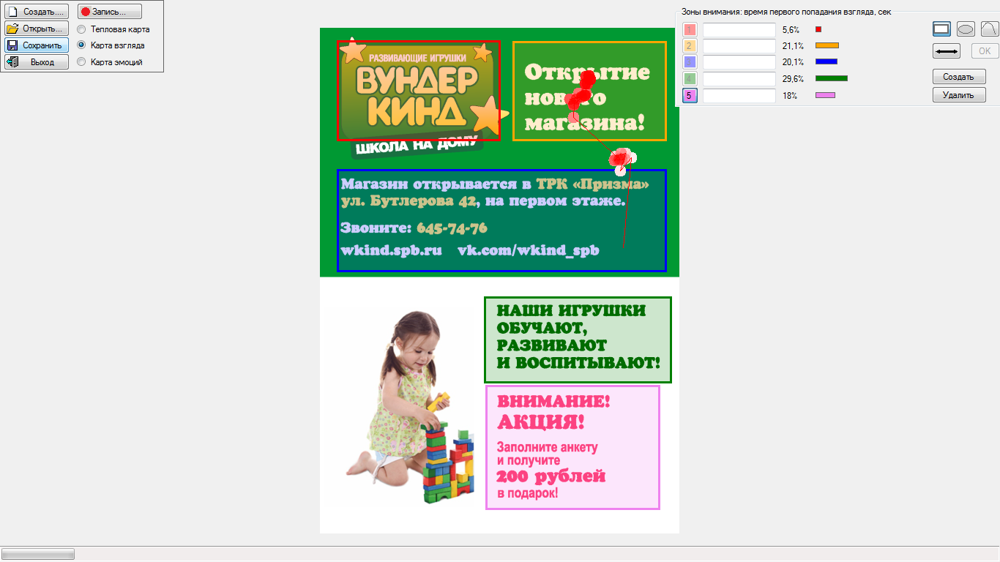 Создать....
Запись...
Открыть...
Тепловая карта
Сохранить
Карта взгляда
Выход
Карта эмоций
Зоны внимания: время первого попадания взгляда, сек
1
5,6%
2
21,1%
3
20,1%
4
29,6%
5
18%
OK
Создать
Удалить
РАЗВИВАЮЩИЕ ИГРУШКИ
ВУНДЕР
КИНД
ШКОЛА НА ДОМУ
Открытие
нового
магазина!
Магазин открывается в ТРК «Призма»
ул. Бутлерова 42, на первом этаже.
Звоните: 645-74-76
wkind.spb.ru vk.com/wkind_spb
НАШИ ИГРУШКИ
ОБУЧАЮТ,
РАЗВИВАЮТ
И ВОСПИТЫВАЮТ!
ВНИМАНИЕ!
АКЦИЯ!
Заполните анкету
и получите
200 рублей
в подарок!